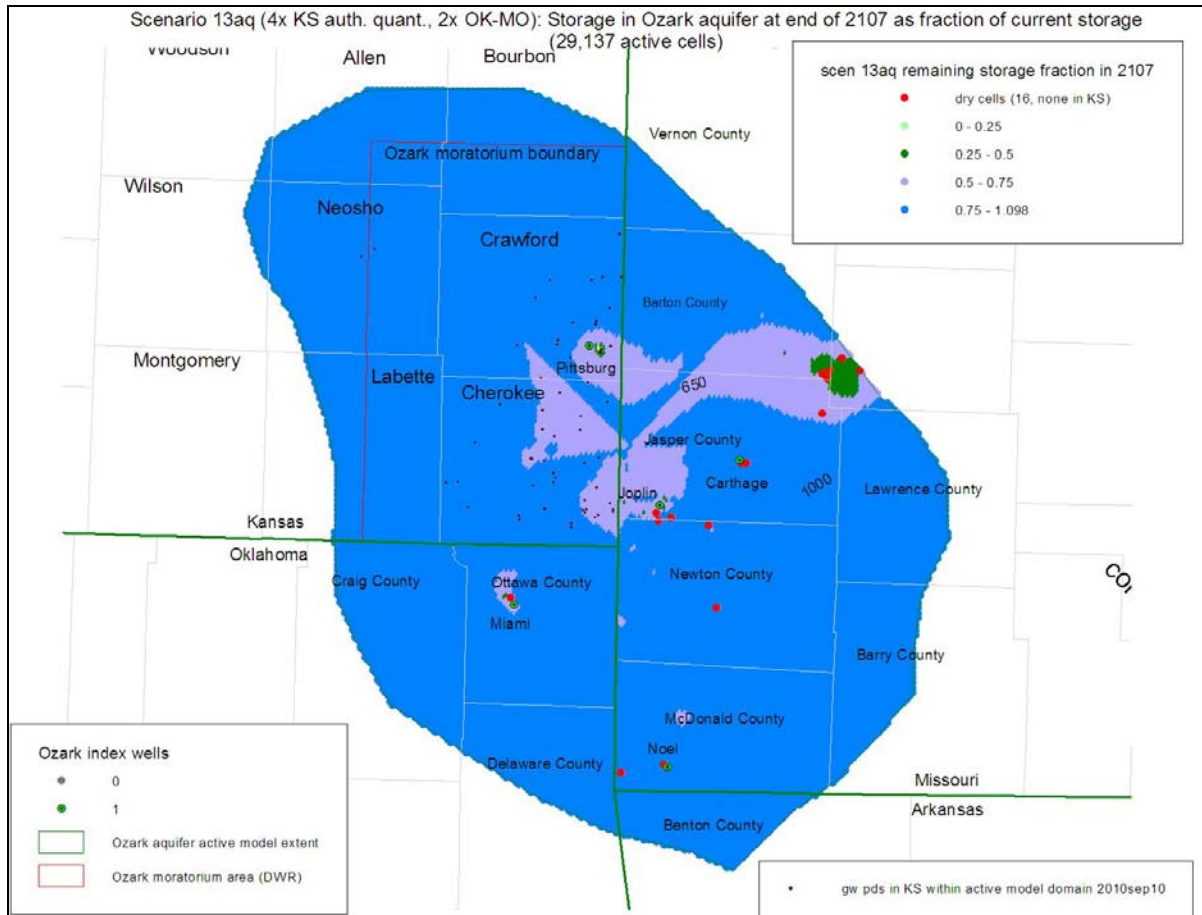 Scenario 13aq (4x KS auth. quant., 2x OK-MO): Storage in Ozark aquifer at end of 2107 as fraction of current storage
(29,137 active cells)
Woodson
Allen
Bourbon
scen 13aq remaining storage fraction in 2107
dry cells (16, none in KS)
0 - 0.25
0.25 - 0.5
0.5 - 0.75
0.75 - 1.098
Vernon County
Ozark moratorium boundary
Wilson
Neosho
Crawford
Barton County
Montgomery
Labette
Pittsburg
Cherokee
650
Jasper County
Carthage
1000
Lawrence County
Joplin
Kansas
Oklahoma
Craig County
Ottawa County
Newton County
Miami
Barry County
McDonald County
Noel
Delaware County
Missouri
Arkansas
Benton County
Ozark index wells
0
1
Ozark aquifer active model extent
Ozark moratorium area (DWR)
gw pds in KS within active model domain 2010sep10